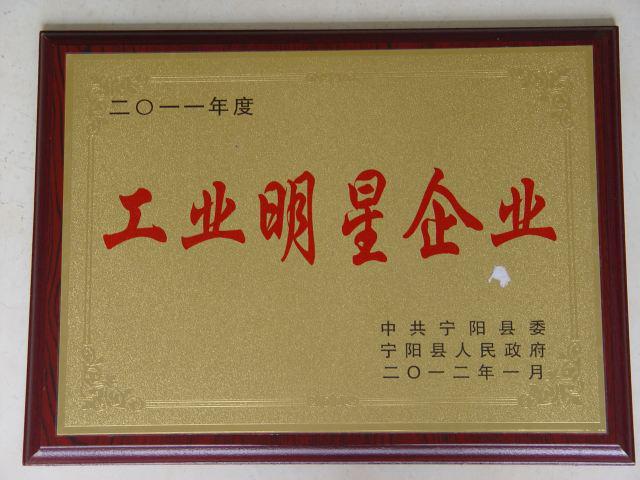 二〇一一年度
工业明星企业
中共宁阳县委
宁阳县人民政府
二〇一二年一月